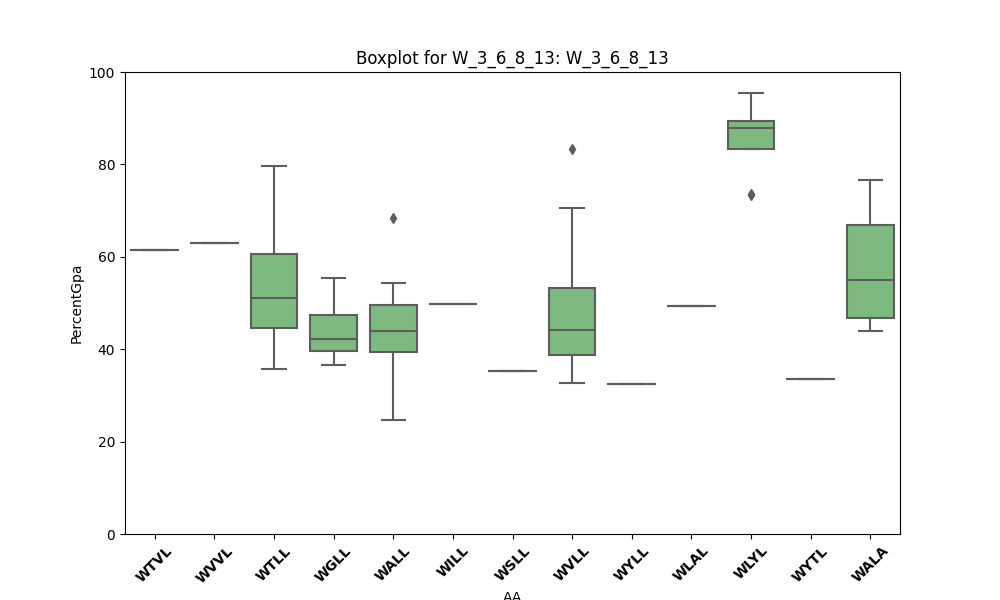 Boxplot for W_3_6_8_13: W_3_6_8_13
100
80
60
40
20
0
PercentGpa
WTVL
WVVL
WTLL
WGLL
WALL
WILL
WSLL
WVLL
WYLL
WLAL
WLYL
WYTL
WALA
AA